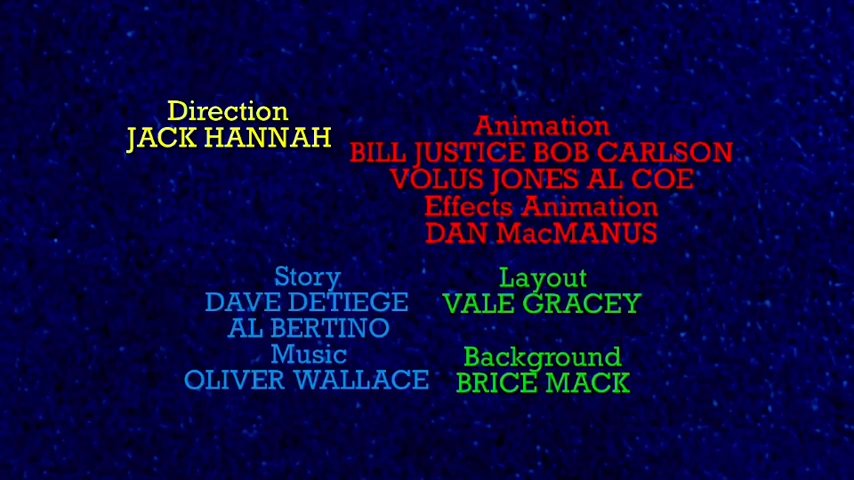 Direction
JACK HANNAH
Animation
BILL JUSTICE BOB CARLSON
VOLUS JONES AL COE
Effects Animation
DAN MacMANUS
Story
DAVE DETIEGE
AL BERTINO
Music
OLIVER WALLACE
Layout
VALE GRACEY
Background
BRICE MACK